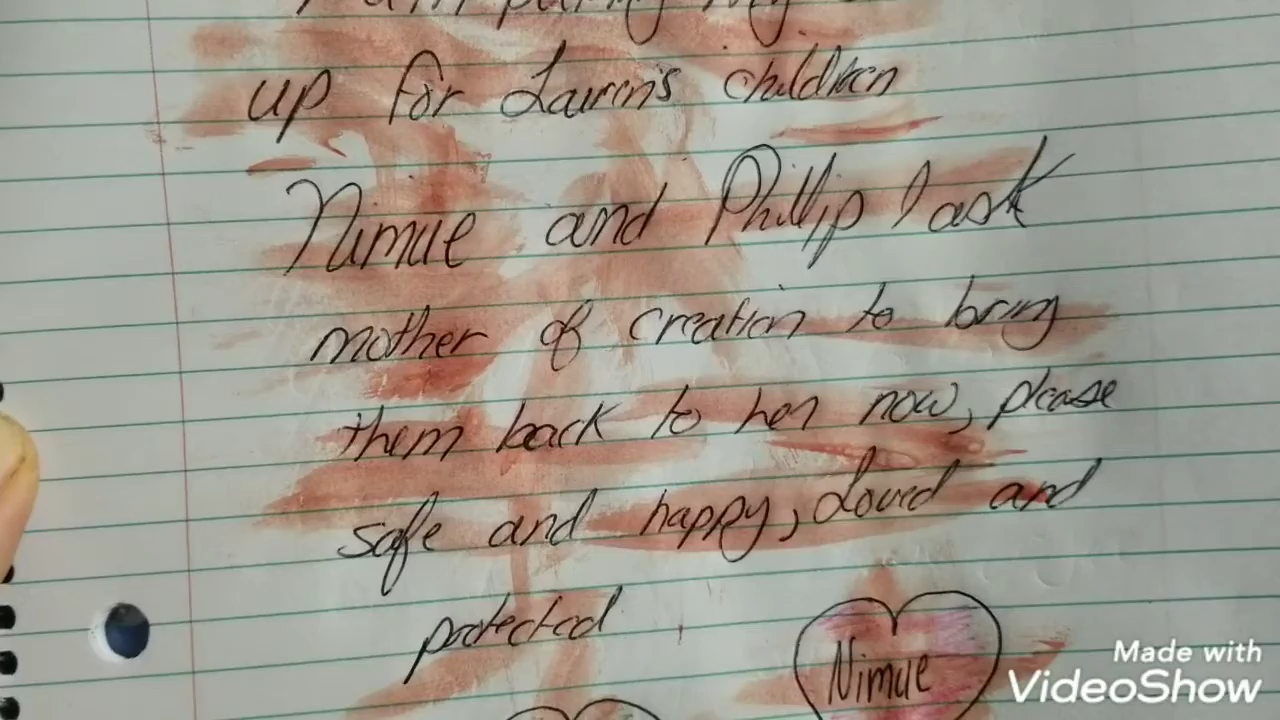 up for Lauren's children
Nimue and Phillip I ask
mother of creation to bring
them back to her now, please
safe and happy, Loved and
protected
Nimue
Made with
VideoShow